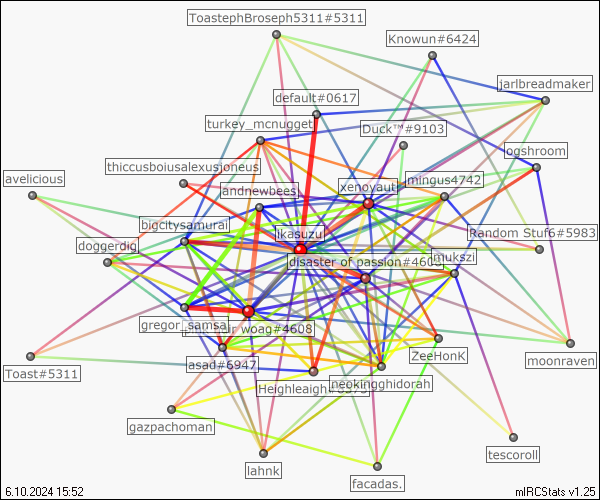 ToastephBroseph5311#5311
Knowun#6424
jarlbreadmaker
default#0617
turkey_mcnugget
Duck™#9103
logshroom
thiccusboiusalexusjoneus
avelicious
xenoyaut
jmingus4742
andnewbees
bigcitysamurai
Ikasuzu
Random Stuf6#5983
doggerdig
disaster of passion#460
mukszi
gregor_samsa
woag#4608
ZeeHonK
moonraven
asad#6947
Toast#5311
Heighleaigh#
neokingghidorah
gazpachoman
tescoroll
lahnk
facadas.
6.10.2024 15:52
mIRCStats v1.25